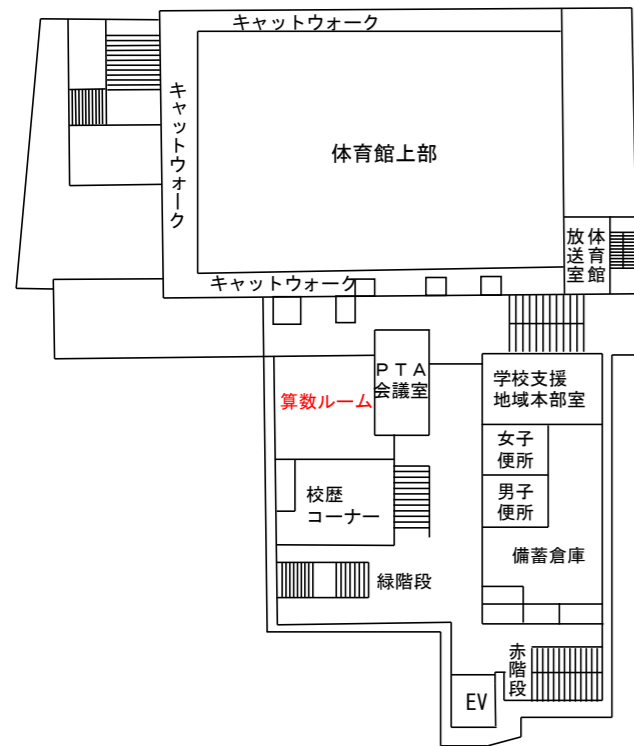 キャットウォーク
キャットウォーク
体育館上部
体育館
放送室
キャットウォーク
ＰＴＡ
会議室
学校支援
地域本部室
算数ルーム
女子
便所
校歴
コーナー
男子
便所
備蓄倉庫
緑階段
赤階段
EV